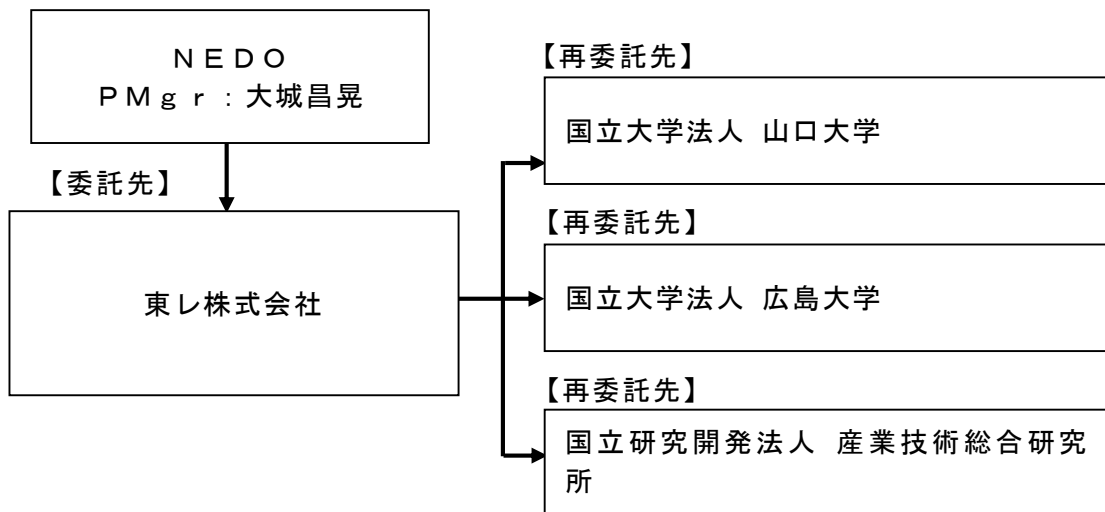 ＮＥＤＯ
ＰＭｇｒ：大城昌晃
【委託先】
東レ株式会社
【再委託先】
国立大学法人 山口大学
【再委託先】
国立大学法人 広島大学
【再委託先】
国立研究開発法人 産業技術総合研究
所